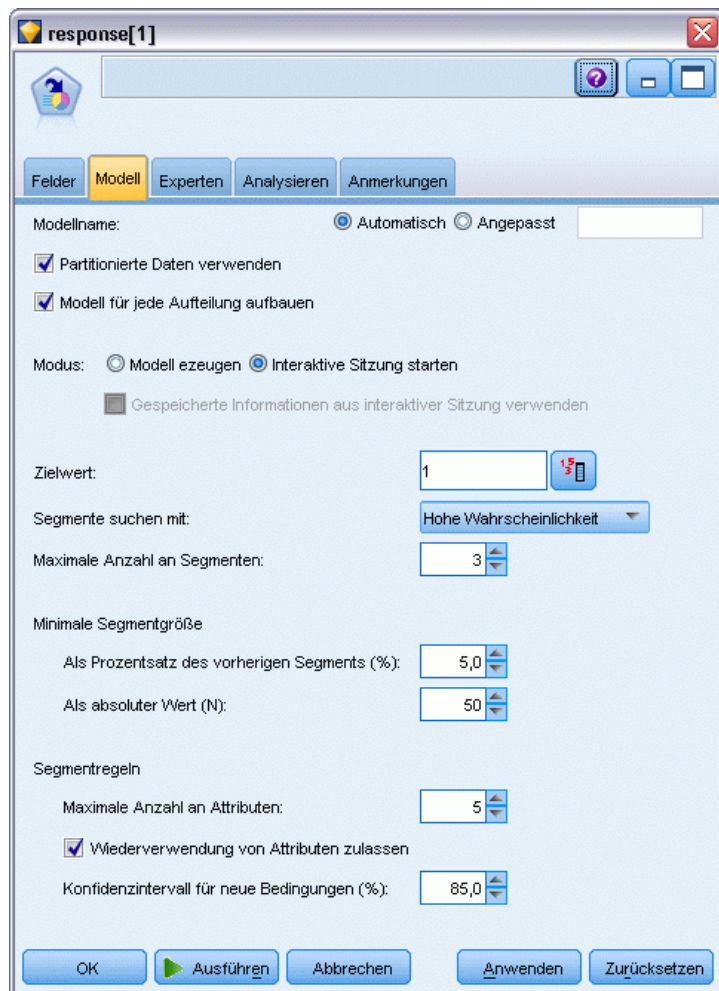 response[1]
Felder Modell Experten Analysieren Anmerkungen
Modellname: Automatisch Angepasst
Partitionierte Daten verwenden
Modell für jede Aufteilung aufbauen
Modus: Modell ezeugen Interaktive Sitzung starten
Gespeicherte Informationen aus interaktiver Sitzung verwenden
Zielwert: 1
Segmente suchen mit: Hohe Wahrscheinlichkeit
Maximale Anzahl an Segmenten: 3
Minimale Segmentgröße
Als Prozentsatz des vorherigen Segments (%): 5,0
Als absoluter Wert (N): 50
Segmentregeln
Maximale Anzahl an Attributen: 5
Wiederverwendung von Attributen zulassen
Konfidenzintervall für neue Bedingungen (%): 85,0
OK Ausführen Abbrechen Anwenden Zurücksetzen